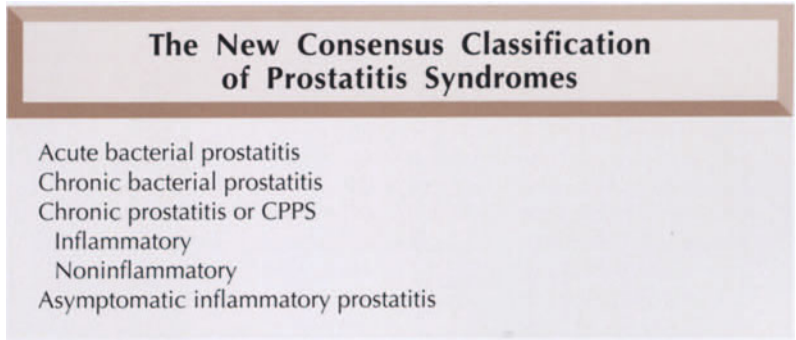 The New Consensus Classification
of Prostatitis Syndromes
Acute bacterial prostatitis
Chronic bacterial prostatitis
Chronic prostatitis or CPPS
Inflammatory
Noninflammatory
Asymptomatic inflammatory prostatitis